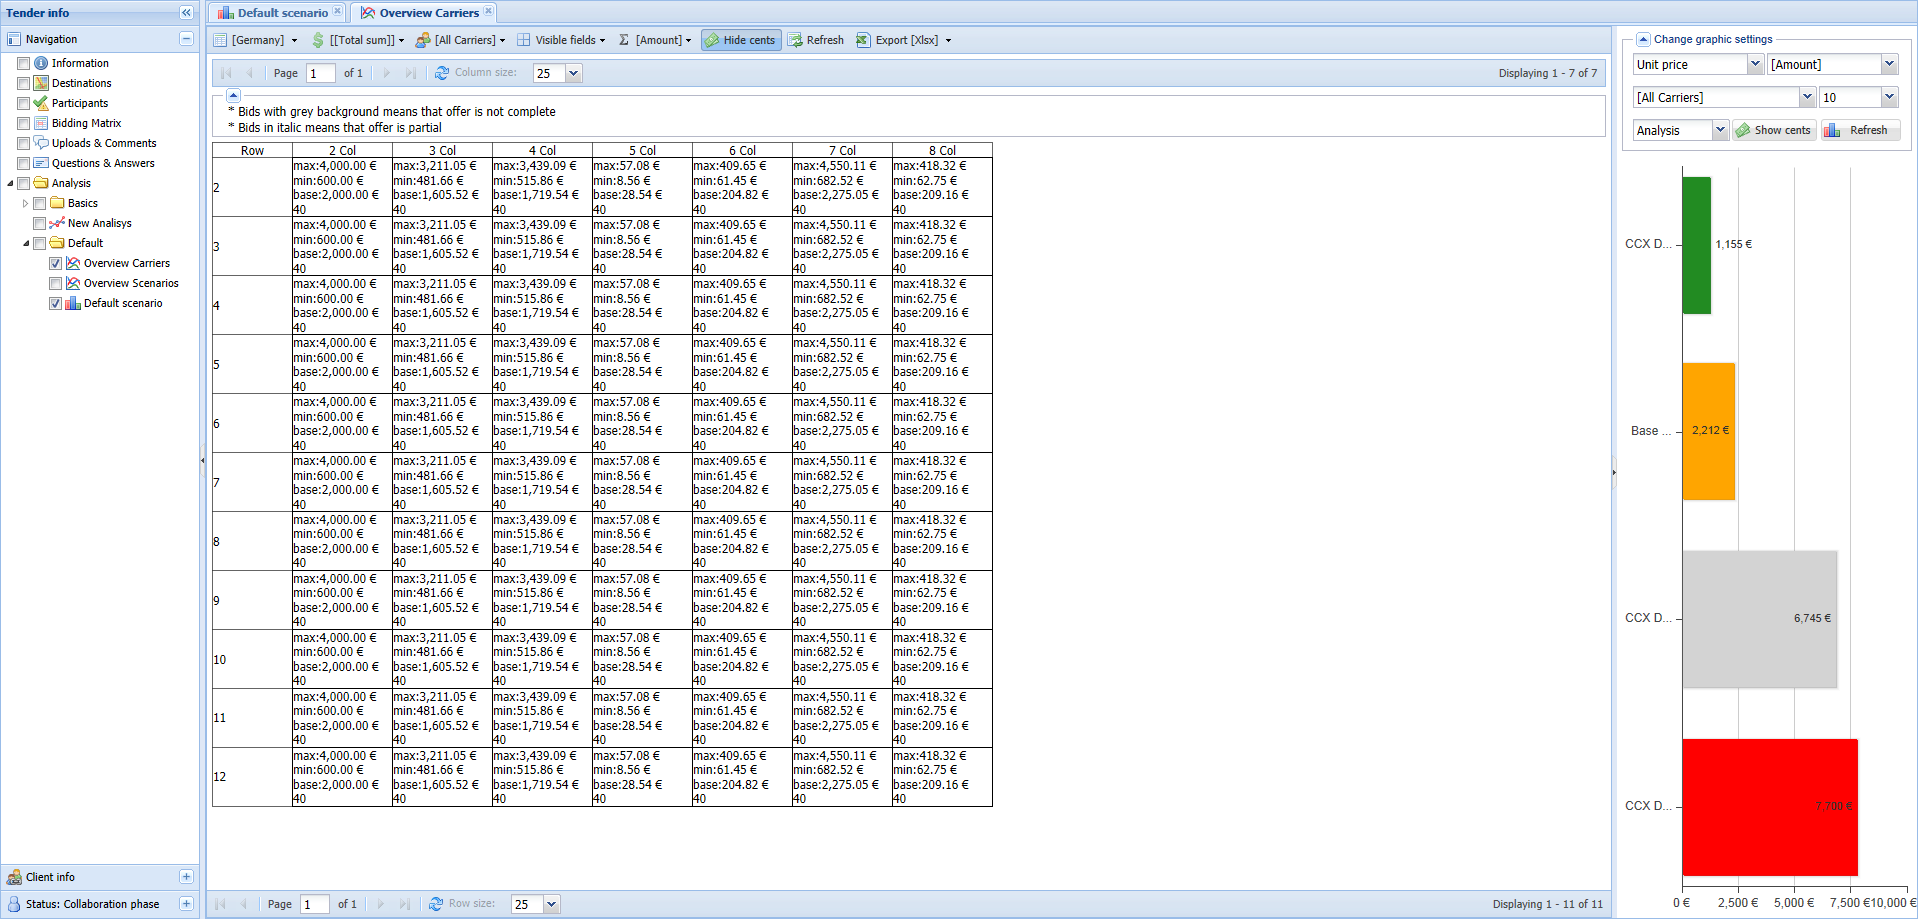 Tender info
Navigation
Information
Destinations
Participants
Bidding Matrix
Uploads & Comments
Questions & Answers
Analysis
Basics
New Analisys
Default
Overview Carriers
Overview Scenarios
Default scenario
Client info
Status: Collaboration phase
Default scenario Overview Carriers
[Germany] [[Total sum]] [All Carriers] Visible fields Σ [Amount] Hide cents Refresh Export [Xlsx]
Page 1 of 1 Column size: 25 Displaying 1 - 7 of 7
* Bids with grey background means that offer is not complete
* Bids in italic means that offer is partial
Row 2 Col 3 Col 4 Col 5 Col 6 Col 7 Col 8 Col
max:4,000.00 € max:3,211.05 € max:3,439.09 € max:57.08 € max:409.65 € max:4,550.11 € max:418.32 €
2 min:600.00 € min:481.66 € min:515.86 € min:8.56 € min:61.45 € min:682.52 € min:62.75 €
base:2,000.00 € base:1,605.52 € base:1,719.54 € base:28.54 € base:204.82 € base:2,275.05 € base:209.16 €
40 40 40 40 40 40 40
max:4,000.00 € max:3,211.05 € max:3,439.09 € max:57.08 € max:409.65 € max:4,550.11 € max:418.32 €
3 min:600.00 € min:481.66 € min:515.86 € min:8.56 € min:61.45 € min:682.52 € min:62.75 €
base:2,000.00 € base:1,605.52 € base:1,719.54 € base:28.54 € base:204.82 € base:2,275.05 € base:209.16 €
40 40 40 40 40 40 40
max:4,000.00 € max:3,211.05 € max:3,439.09 € max:57.08 € max:409.65 € max:4,550.11 € max:418.32 €
4 min:600.00 € min:481.66 € min:515.86 € min:8.56 € min:61.45 € min:682.52 € min:62.75 €
base:2,000.00 € base:1,605.52 € base:1,719.54 € base:28.54 € base:204.82 € base:2,275.05 € base:209.16 €
40 40 40 40 40 40 40
max:4,000.00 € max:3,211.05 € max:3,439.09 € max:57.08 € max:409.65 € max:4,550.11 € max:418.32 €
5 min:600.00 € min:481.66 € min:515.86 € min:8.56 € min:61.45 € min:682.52 € min:62.75 €
base:2,000.00 € base:1,605.52 € base:1,719.54 € base:28.54 € base:204.82 € base:2,275.05 € base:209.16 €
40 40 40 40 40 40 40
max:4,000.00 € max:3,211.05 € max:3,439.09 € max:57.08 € max:409.65 € max:4,550.11 € max:418.32 €
6 min:600.00 € min:481.66 € min:515.86 € min:8.56 € min:61.45 € min:682.52 € min:62.75 €
base:2,000.00 € base:1,605.52 € base:1,719.54 € base:28.54 € base:204.82 € base:2,275.05 € base:209.16 €
40 40 40 40 40 40 40
max:4,000.00 € max:3,211.05 € max:3,439.09 € max:57.08 € max:409.65 € max:4,550.11 € max:418.32 €
7 min:600.00 € min:481.66 € min:515.86 € min:8.56 € min:61.45 € min:682.52 € min:62.75 €
base:2,000.00 € base:1,605.52 € base:1,719.54 € base:28.54 € base:204.82 € base:2,275.05 € base:209.16 €
40 40 40 40 40 40 40
max:4,000.00 € max:3,211.05 € max:3,439.09 € max:57.08 € max:409.65 € max:4,550.11 € max:418.32 €
8 min:600.00 € min:481.66 € min:515.86 € min:8.56 € min:61.45 € min:682.52 € min:62.75 €
base:2,000.00 € base:1,605.52 € base:1,719.54 € base:28.54 € base:204.82 € base:2,275.05 € base:209.16 €
40 40 40 40 40 40 40
max:4,000.00 € max:3,211.05 € max:3,439.09 € max:57.08 € max:409.65 € max:4,550.11 € max:418.32 €
9 min:600.00 € min:481.66 € min:515.86 € min:8.56 € min:61.45 € min:682.52 € min:62.75 €
base:2,000.00 € base:1,605.52 € base:1,719.54 € base:28.54 € base:204.82 € base:2,275.05 € base:209.16 €
40 40 40 40 40 40 40
max:4,000.00 € max:3,211.05 € max:3,439.09 € max:57.08 € max:409.65 € max:4,550.11 € max:418.32 €
10 min:600.00 € min:481.66 € min:515.86 € min:8.56 € min:61.45 € min:682.52 € min:62.75 €
base:2,000.00 € base:1,605.52 € base:1,719.54 € base:28.54 € base:204.82 € base:2,275.05 € base:209.16 €
40 40 40 40 40 40 40
max:4,000.00 € max:3,211.05 € max:3,439.09 € max:57.08 € max:409.65 € max:4,550.11 € max:418.32 €
11 min:600.00 € min:481.66 € min:515.86 € min:8.56 € min:61.45 € min:682.52 € min:62.75 €
base:2,000.00 € base:1,605.52 € base:1,719.54 € base:28.54 € base:204.82 € base:2,275.05 € base:209.16 €
40 40 40 40 40 40 40
max:4,000.00 € max:3,211.05 € max:3,439.09 € max:57.08 € max:409.65 € max:4,550.11 € max:418.32 €
12 min:600.00 € min:481.66 € min:515.86 € min:8.56 € min:61.45 € min:682.52 € min:62.75 €
base:2,000.00 € base:1,605.52 € base:1,719.54 € base:28.54 € base:204.82 € base:2,275.05 € base:209.16 €
40 40 40 40 40 40 40
Page 1 of 1 Row size: 25 Displaying 1 - 11 of 11
Change graphic settings
Unit price [Amount]
[All Carriers] 10
Analysis Show cents Refresh
CCX D... 1,155 €
Base ... 2,212 €
CCX D... 6,745 €
CCX D... 7,700 €
0 € 2,500 € 5,000 € 7,500 € 10,000 €